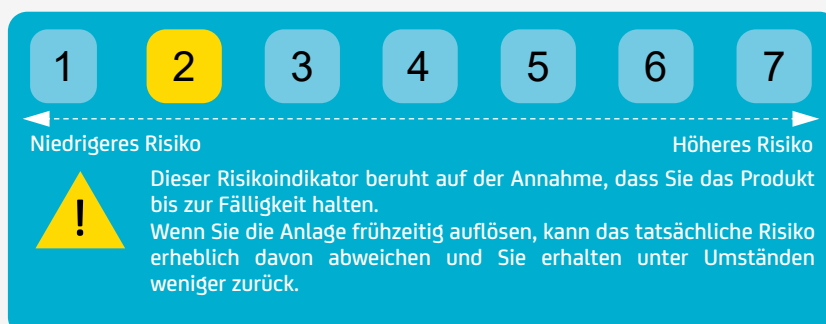 1 2 3 4 5 6 7
Niedrigeres Risiko Höheres Risiko
!
Dieser Risikoindikator beruht auf der Annahme, dass Sie das Produkt
bis zur Fälligkeit halten.
Wenn Sie die Anlage frühzeitig auflösen, kann das tatsächliche Risiko
erheblich davon abweichen und Sie erhalten unter Umständen
weniger zurück.